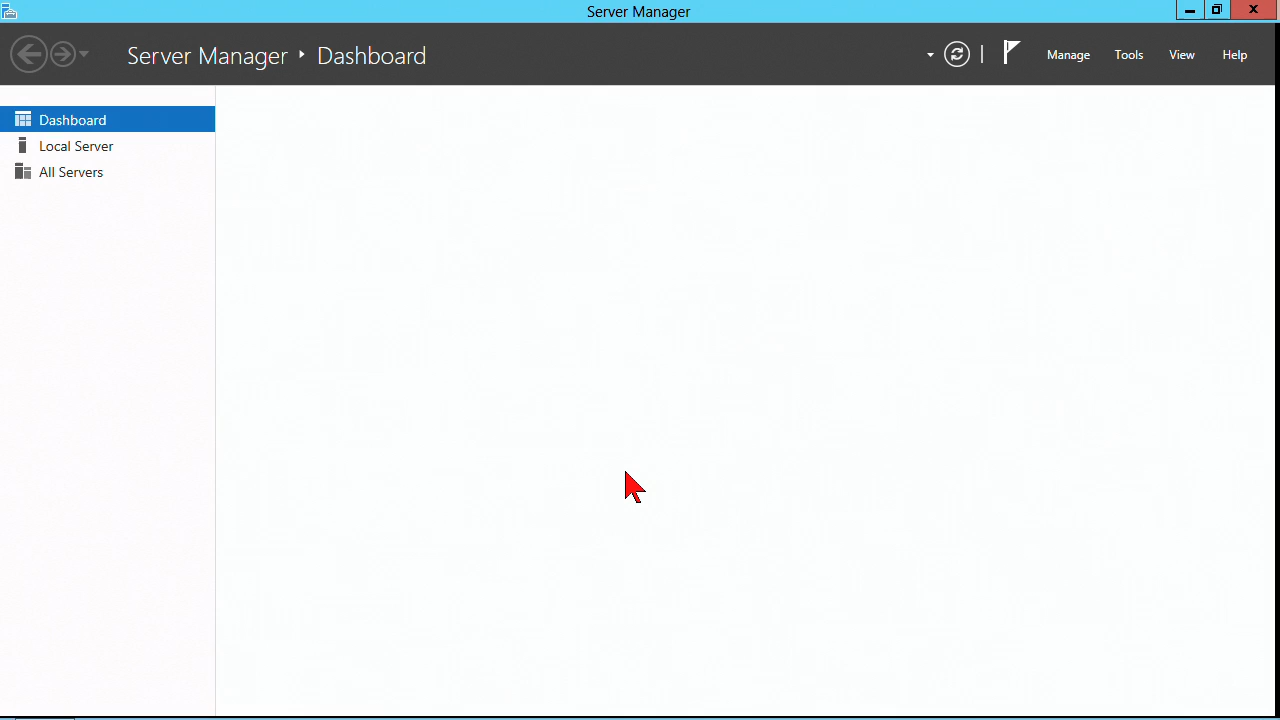 Server Manager
Server Manager Dashboard
Manage Tools View Help
Dashboard
Local Server
All Servers